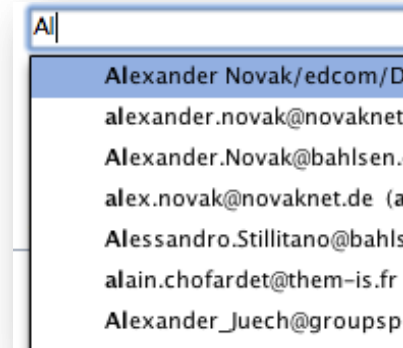 Al
Alexander Novak/edcom/D
alexander.novak@novaknet
Alexander.Novak@bahlsen.
alex.novak@novaknet.de (a
Alessandro.Stillitano@bahls
alain.chofardet@them-is.fr
Alexander_Juech@groupsp